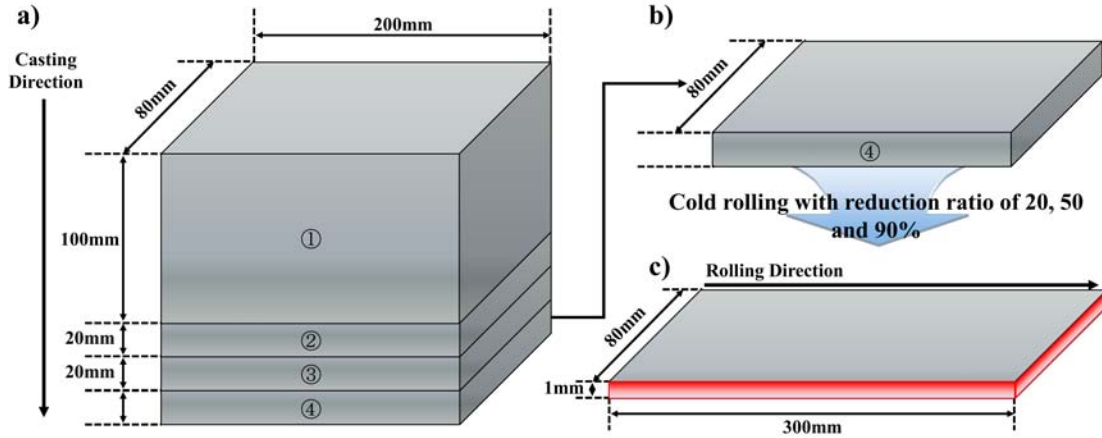 a)
200mm
Casting
Direction
80mm
100mm
①
20mm
②
20mm
③
④
b)
80mm
④
Cold rolling with reduction ratio of 20, 50
and 90%
c)
Rolling Direction
80mm
1mm
300mm